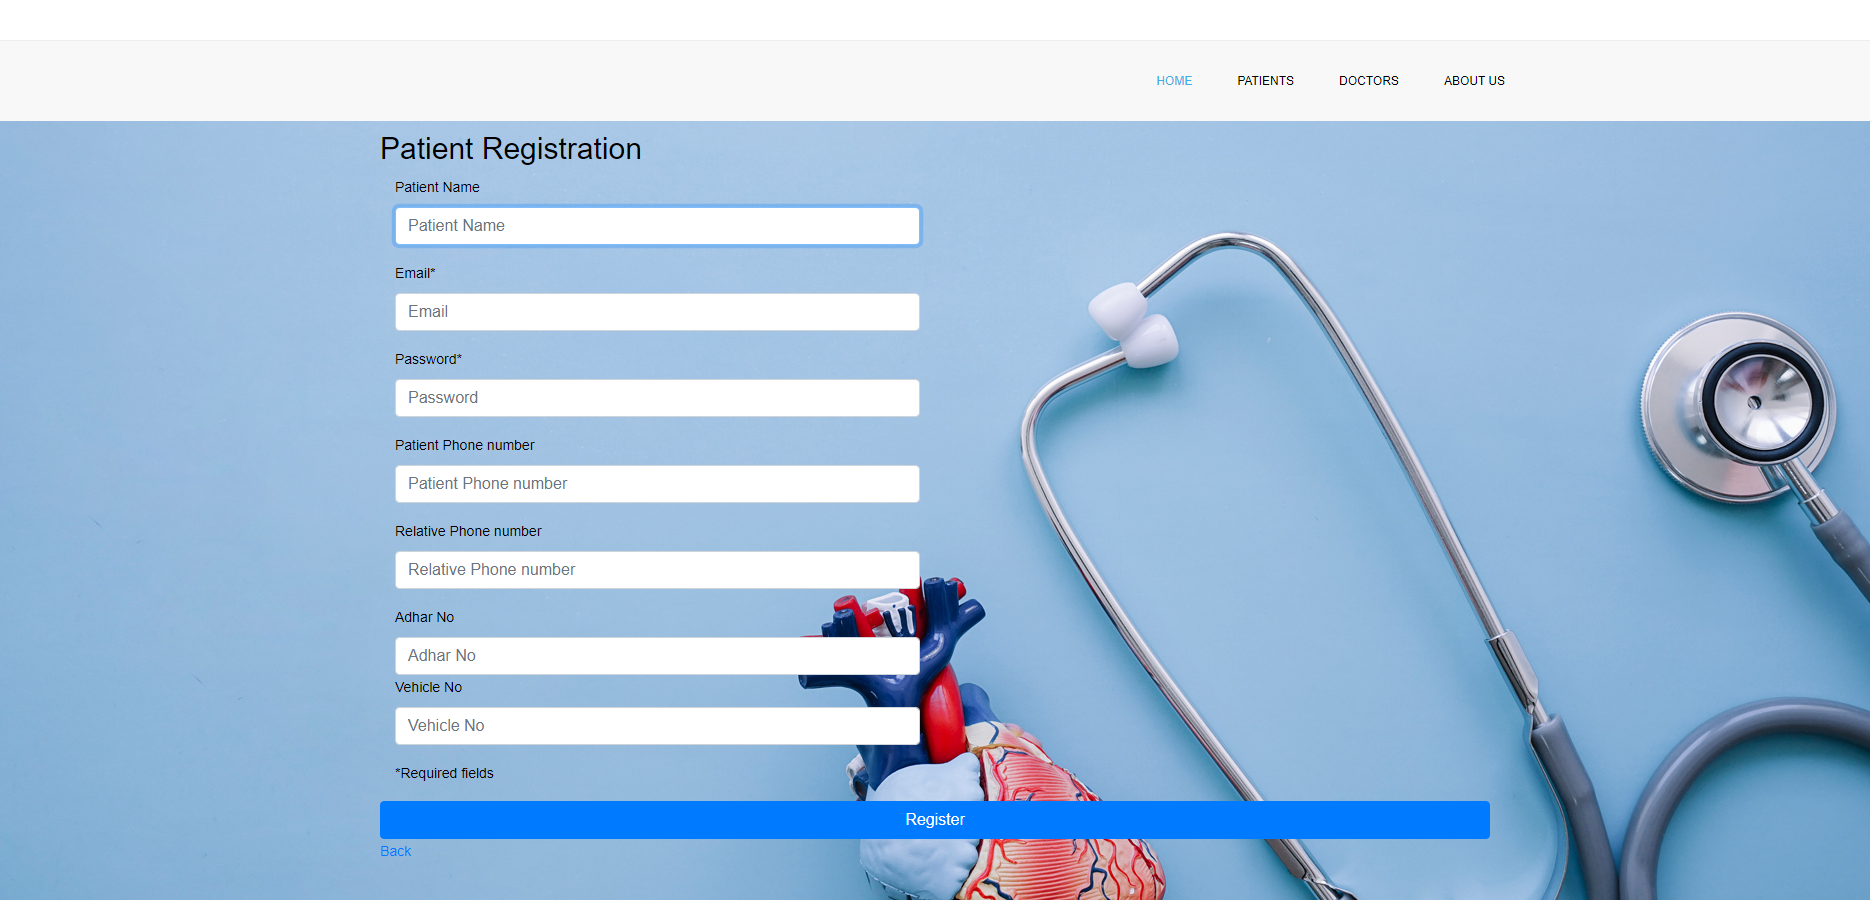 HOME PATIENTS DOCTORS ABOUT US
Patient Registration
Patient Name
Patient Name
Email*
Email
Password*
Password
Patient Phone number
Patient Phone number
Relative Phone number
Relative Phone number
Adhar No
Adhar No
Vehicle No
Vehicle No
*Required fields
Register
Back